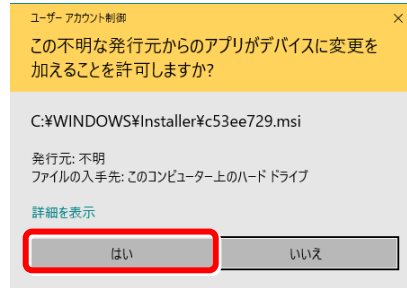 ユーザー アカウント制御
×
この不明な発行元からのアプリがデバイスに変更を
加えることを許可しますか?
C:¥WINDOWS¥Installer¥c53ee729.msi
発行元: 不明
ファイルの入手先: このコンピューター上のハード ドライブ
詳細を表示
はい
いいえ